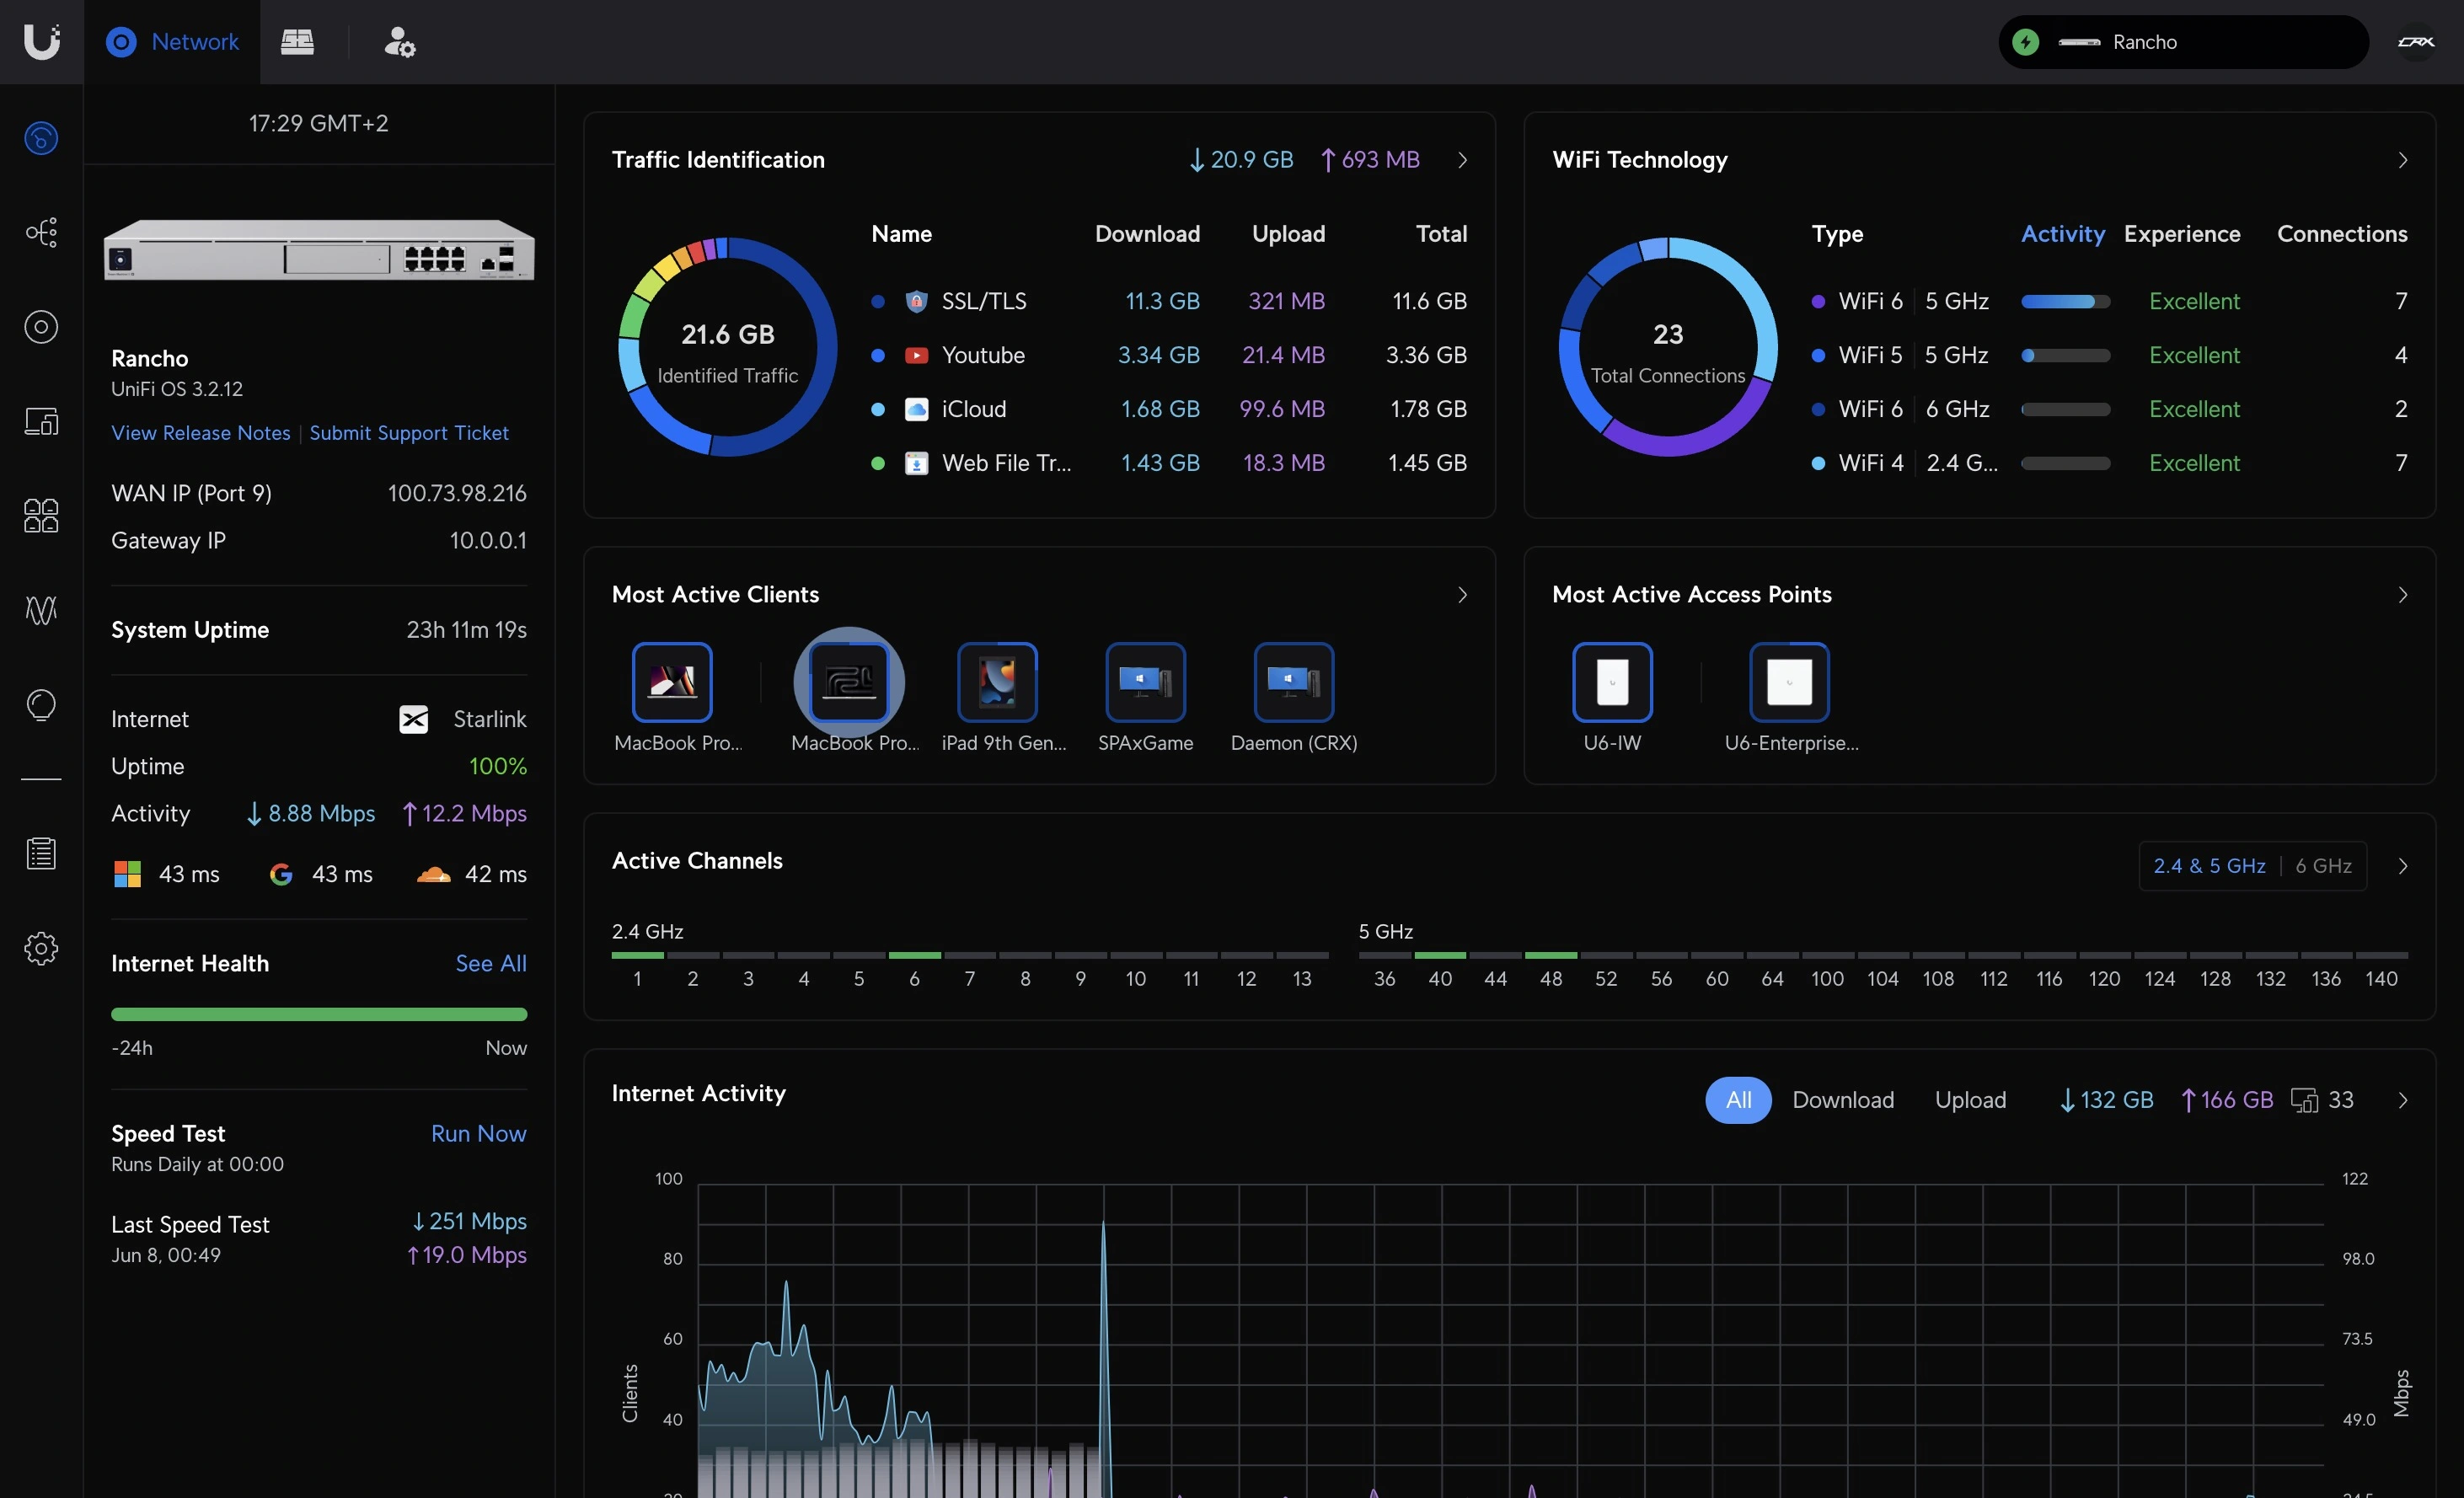 Network
Rancho
CRX
17:29 GMT+2
Rancho
UniFi OS 3.2.12
View Release Notes | Submit Support Ticket
WAN IP (Port 9) 100.73.98.216
Gateway IP 10.0.0.1
System Uptime 23h 11m 19s
Internet Starlink
Uptime 100%
Activity ↓ 8.88 Mbps ↑ 12.2 Mbps
43 ms 43 ms 42 ms
Internet Health See All
-24h Now
Speed Test Run Now
Runs Daily at 00:00
Last Speed Test ↓ 251 Mbps
Jun 8, 00:49 ↑ 19.0 Mbps
Traffic Identification ↓ 20.9 GB ↑ 693 MB
21.6 GB
Identified Traffic
Name Download Upload Total
SSL/TLS 11.3 GB 321 MB 11.6 GB
Youtube 3.34 GB 21.4 MB 3.36 GB
iCloud 1.68 GB 99.6 MB 1.78 GB
Web File Tr... 1.43 GB 18.3 MB 1.45 GB
WiFi Technology
23
Total Connections
Type Activity Experience Connections
WiFi 6 | 5 GHz Excellent 7
WiFi 5 | 5 GHz Excellent 4
WiFi 6 | 6 GHz Excellent 2
WiFi 4 | 2.4 G... Excellent 7
Most Active Clients
MacBook Pro... MacBook Pro... iPad 9th Gen... SPAxGame Daemon (CRX)
Most Active Access Points
U6-IW U6-Enterprise...
Active Channels 2.4 & 5 GHz | 6 GHz
2.4 GHz
1 2 3 4 5 6 7 8 9 10 11 12 13
5 GHz
36 40 44 48 52 56 60 64 100 104 108 112 116 120 124 128 132 136 140
Internet Activity All Download Upload ↓ 132 GB ↑ 166 GB 33
100 122
80 98.0
60 73.5
40 49.0
Clients
Mbps